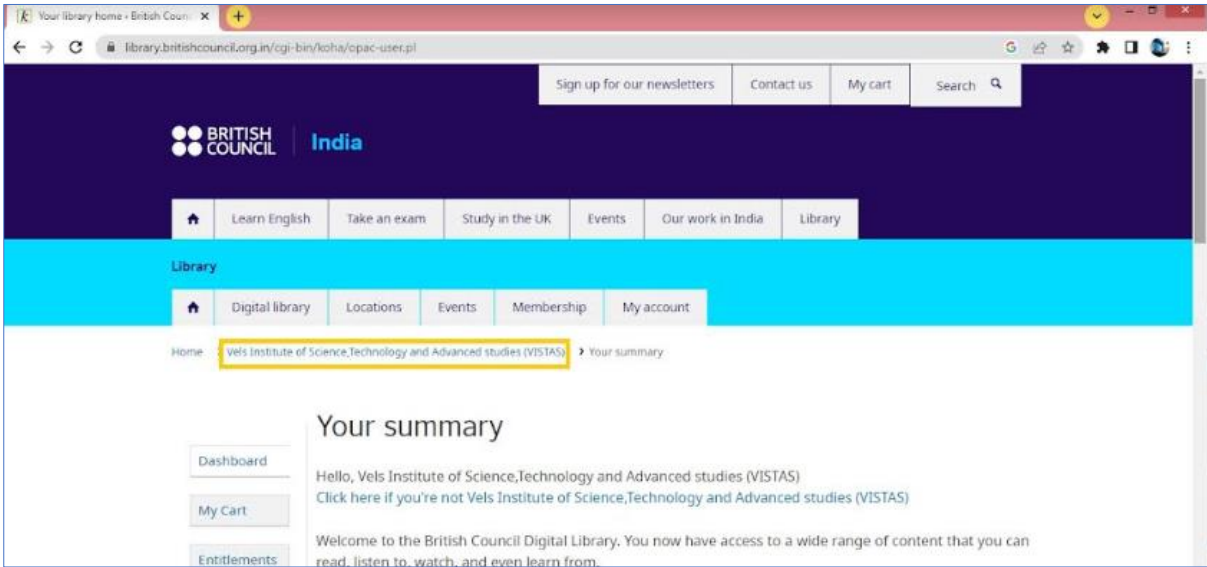 Your library home › British Coun
library.britishcouncil.org.in/cgi-bin/koha/opac-user.pl
Sign up for our newsletters Contact us My cart Search
BRITISH
COUNCIL
India
Learn English Take an exam Study in the UK Events Our work in India Library
Library
Digital library Locations Events Membership My account
Home Vels Institute of Science,Technology and Advanced studies (VISTAS) › Your summary
Your summary
Dashboard
Hello, Vels Institute of Science,Technology and Advanced studies (VISTAS)
Click here if you're not Vels Institute of Science,Technology and Advanced studies (VISTAS)
My Cart
Welcome to the British Council Digital Library. You now have access to a wide range of content that you can
Entitlements
read, listen to, watch, and even learn from.